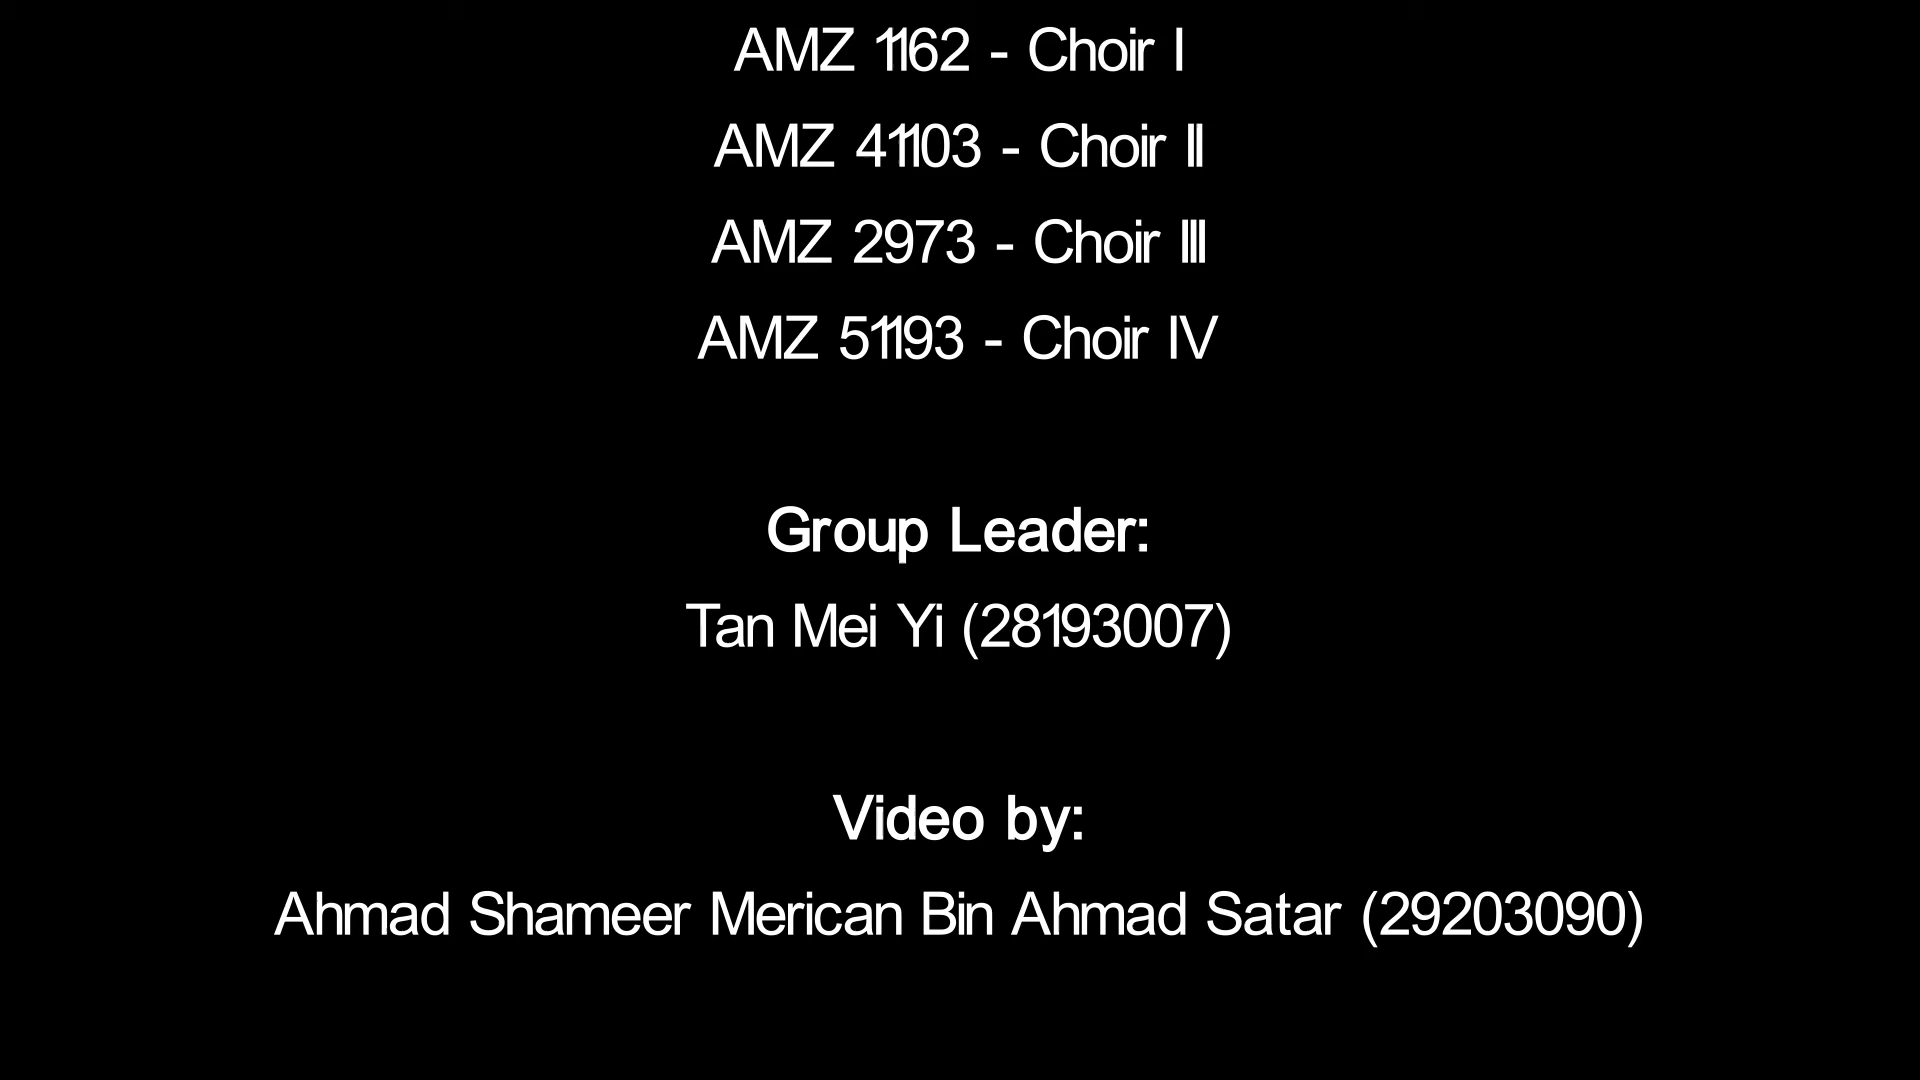 AMZ 1162 - Choir I
AMZ 41103 - Choir II
AMZ 2973 - Choir III
AMZ 51193 - Choir IV
Group Leader:
Tan Mei Yi (28193007)
Video by:
Ahmad Shameer Merican Bin Ahmad Satar (29203090)